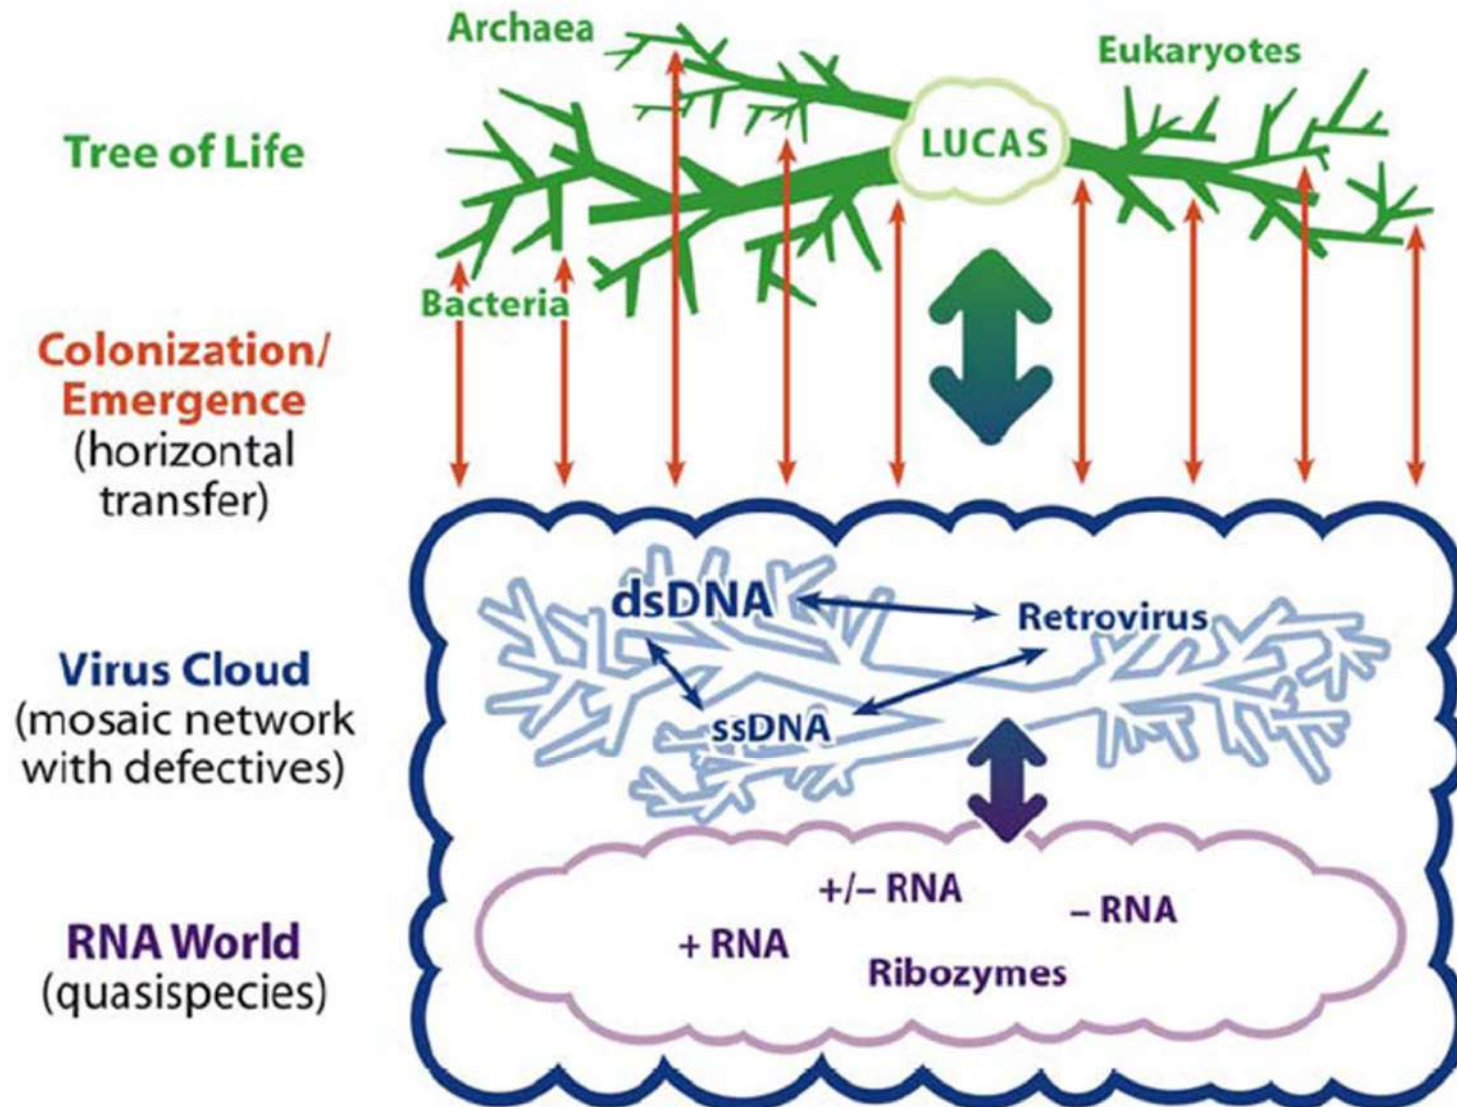 Archaea
Eukaryotes
Tree of Life
LUCAS
Bacteria
Colonization/
Emergence
(horizontal
transfer)
dsDNA
Retrovirus
Virus Cloud
(mosaic network
with defectives)
ssDNA
+/– RNA
– RNA
+ RNA
RNA World
(quasispecies)
Ribozymes